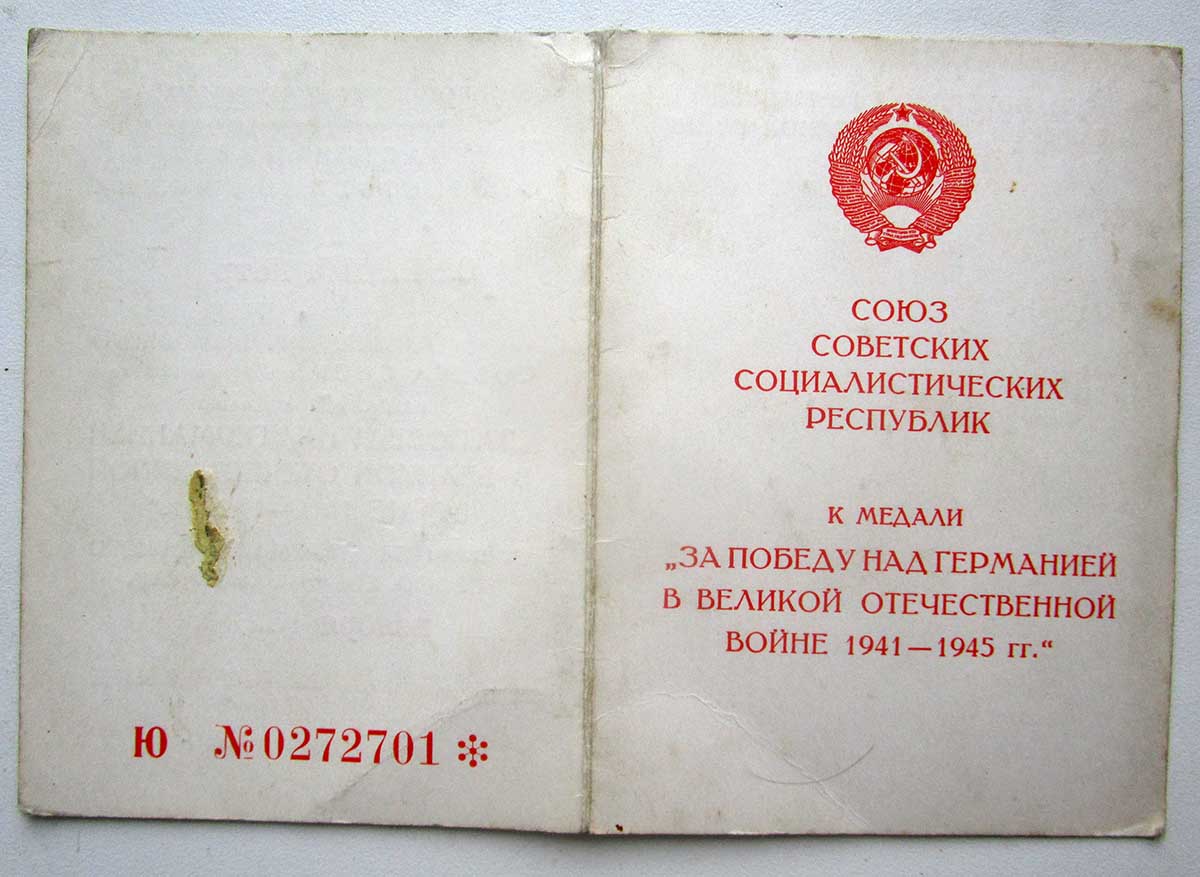 Ю №0272701
СОЮЗ
СОВЕТСКИХ
СОЦИАЛИСТИЧЕСКИХ
РЕСПУБЛИК
К МЕДАЛИ
„ЗА ПОБЕДУ НАД ГЕРМАНИЕЙ
В ВЕЛИКОЙ ОТЕЧЕСТВЕННОЙ
ВОЙНЕ 1941—1945 гг.“